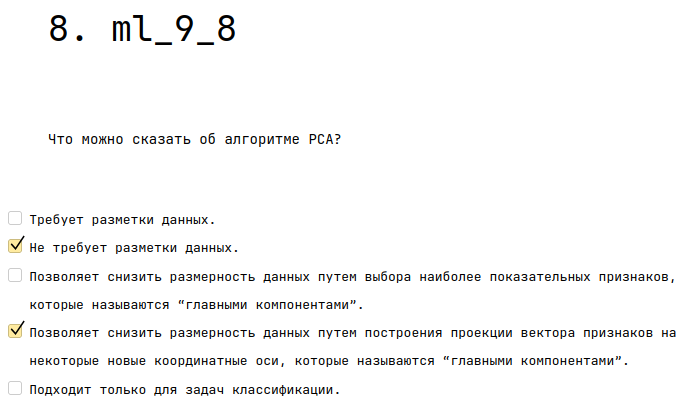 8. ml_9_8
Что можно сказать об алгоритме PCA?
Требует разметки данных.
Не требует разметки данных.
Позволяет снизить размерность данных путем выбора наиболее показательных признаков,
которые называются “главными компонентами”.
Позволяет снизить размерность данных путем построения проекции вектора признаков на
некоторые новые координатные оси, которые называются “главными компонентами”.
Подходит только для задач классификации.